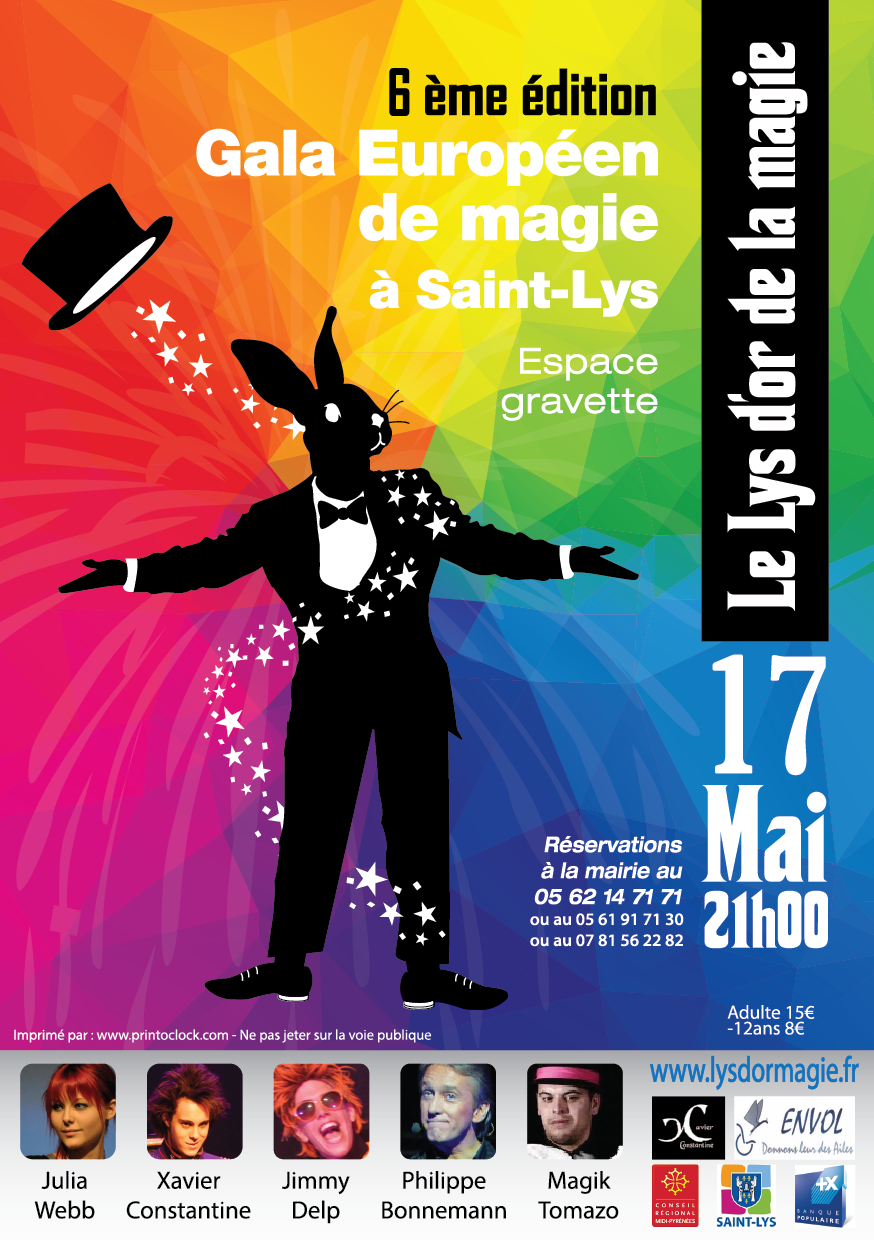 6 ème édition
Gala Européen
de magie
à Saint-Lys
Espace
gravette
Le Lys d'or de la magie
17
Mai
21h00
Réservations
à la mairie au
05 62 14 71 71
ou au 05 61 91 71 30
ou au 07 81 56 22 82
Adulte 15€
-12ans 8€
Imprimé par : www.printoclock.com - Ne pas jeter sur la voie publique
Julia
Webb
Xavier
Constantine
Jimmy
Delp
Philippe
Bonnemann
Magik
Tomazo
www.lysdormagie.fr
Xavier
Constantine
ENVOL
Donnons leur des Ailes
CONSEIL
RÉGIONAL
MIDI-PYRÉNÉES
SAINT-LYS
BANQUE
POPULAIRE